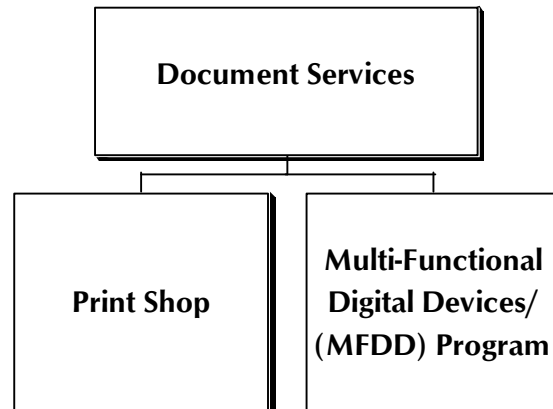 Document Services
Print Shop
Multi-Functional
Digital Devices/
(MFDD) Program